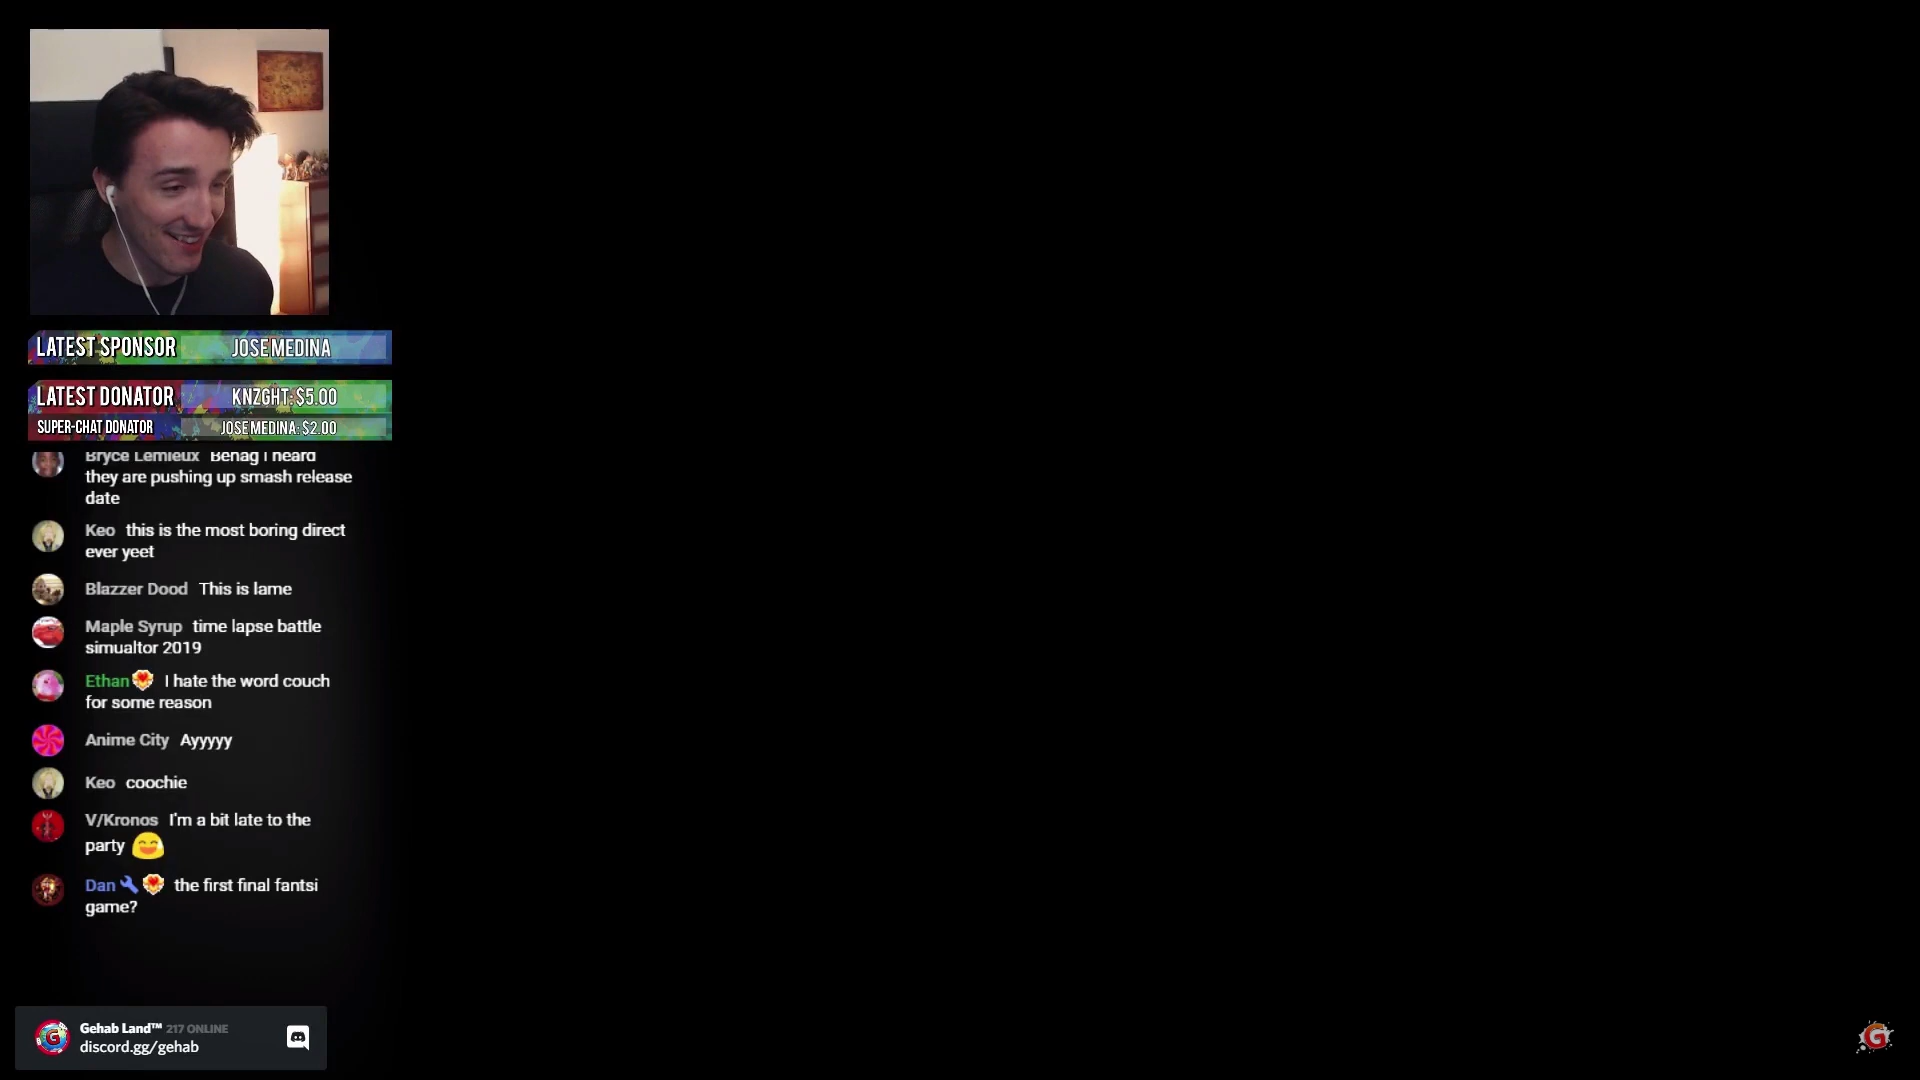 LATEST SPONSOR JOSE MEDINA
LATEST DONATOR KNZGHT: $5.00
SUPER-CHAT DONATOR JOSE MEDINA: $2.00
Bryce Lemieux Behag I heard
they are pushing up smash release
date
Keo this is the most boring direct
ever yeet
Blazzer Dood This is lame
Maple Syrup time lapse battle
simualtor 2019
Ethan I hate the word couch
for some reason
Anime City Ayyyyy
Keo coochie
V/Kronos I'm a bit late to the
party
Dan the first final fantsi
game?
Gehab Land™ 217 ONLINE
discord.gg/gehab
G